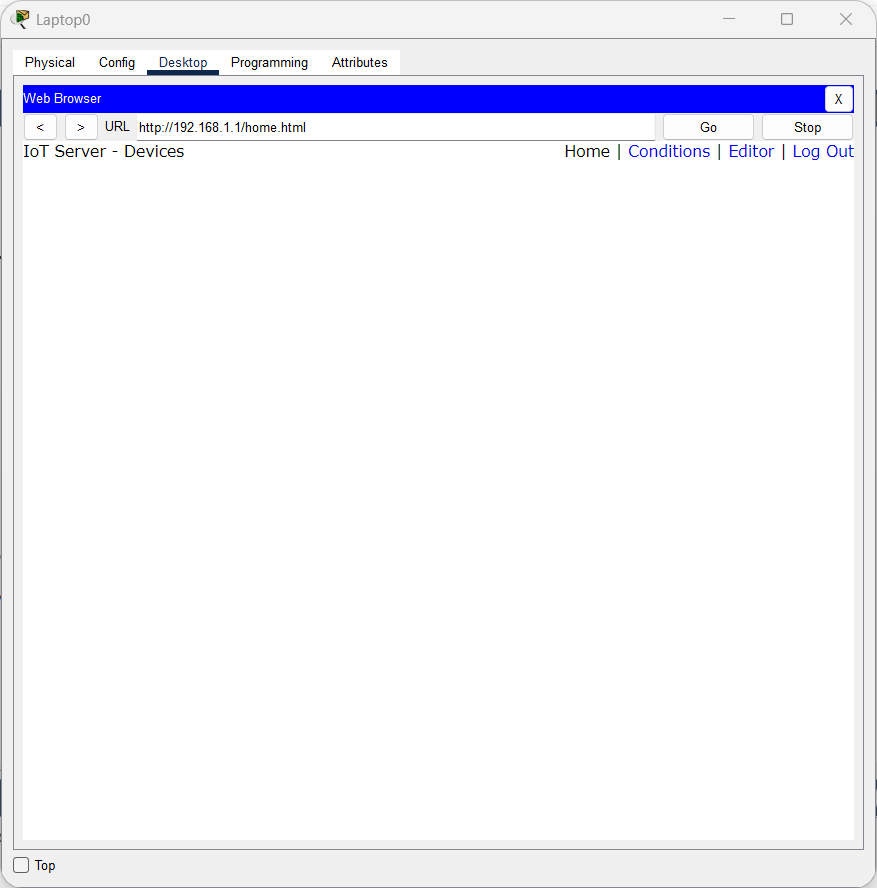 Laptop0
Physical Config Desktop Programming Attributes
Web Browser X
< > URL http://192.168.1.1/home.html Go Stop
IoT Server - Devices Home | Conditions | Editor | Log Out
Top